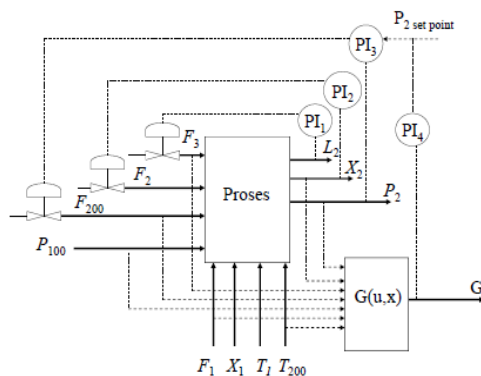 P2 set point
PI3
PI2
PI1
PI4
F3
L2
F2
X2
Proses
F200
P2
P100
G(u,x)
G
F1 X1 T1 T200